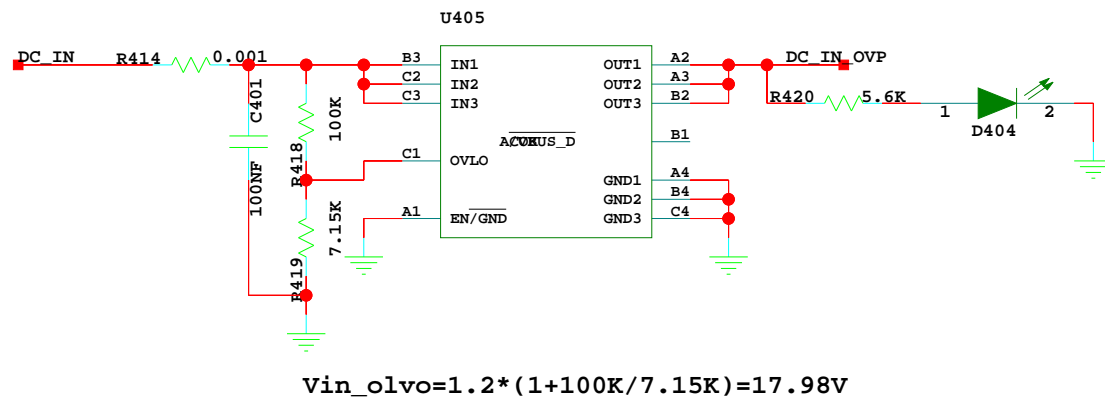 U405
DC_IN
R414
0.001
B3
IN1
OUT1
A2
DC_IN_OVP
C2
IN2
OUT2
A3
C3
IN3
OUT3
B2
R420
5.6K
1
2
D404
C401
100NF
100K
R418
B1
C1
OVLO
GND1
A4
GND2
B4
A1
EN/GND
GND3
C4
7.15K
R419
Vin_olvo=1.2*(1+100K/7.15K)=17.98V